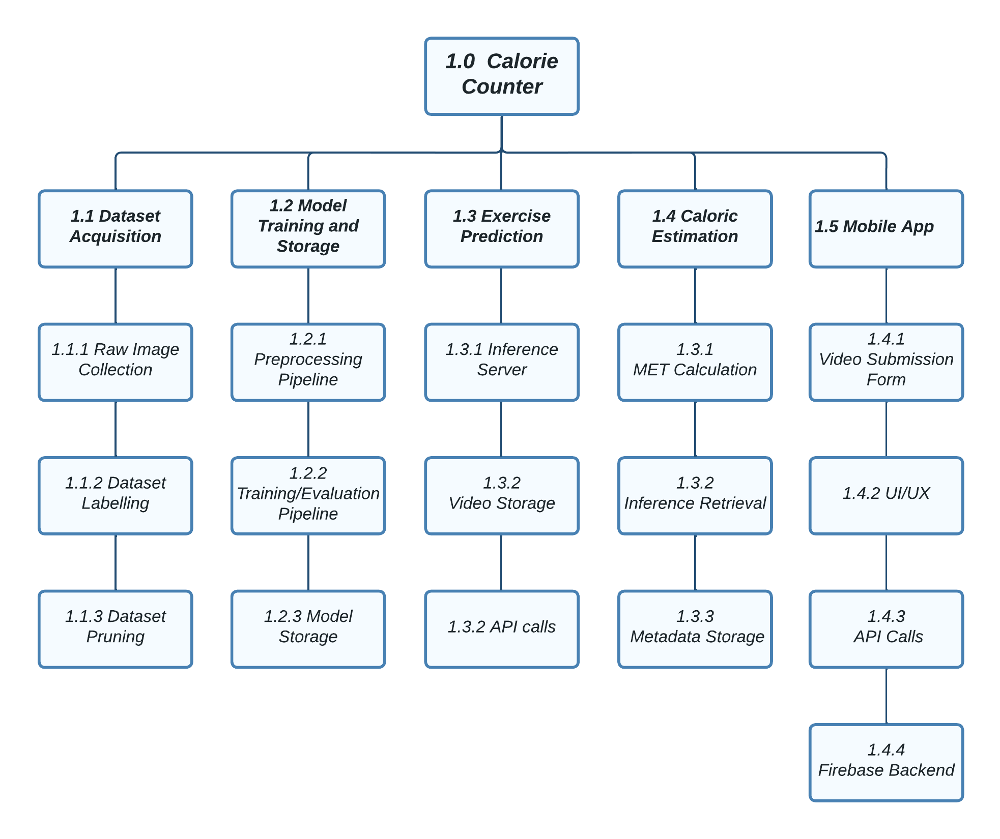 1.0 Calorie
Counter
1.1 Dataset
Acquisition
1.2 Model
Training and
Storage
1.3 Exercise
Prediction
1.4 Caloric
Estimation
1.5 Mobile App
1.1.1 Raw Image
Collection
1.2.1
Preprocessing
Pipeline
1.3.1 Inference
Server
1.3.1
MET Calculation
1.4.1
Video Submission
Form
1.1.2 Dataset
Labelling
1.2.2
Training/Evaluation
Pipeline
1.3.2
Video Storage
1.3.2
Inference Retrieval
1.4.2 UI/UX
1.1.3 Dataset
Pruning
1.2.3 Model
Storage
1.3.2 API calls
1.3.3
Metadata Storage
1.4.3
API Calls
1.4.4
Firebase Backend